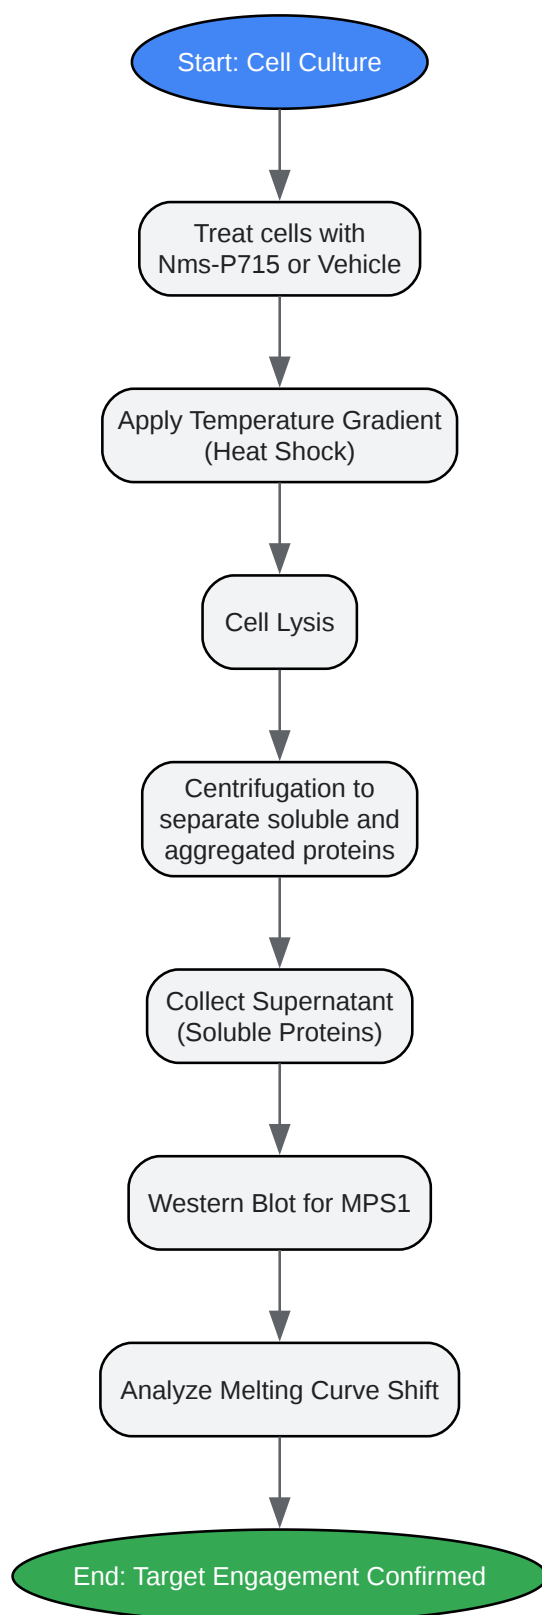 Start: Cell Culture
Treat cells with
Nms-P715 or Vehicle
Apply Temperature Gradient
(Heat Shock)
Cell Lysis
Centrifugation to
separate soluble and
aggregated proteins
Collect Supernatant
(Soluble Proteins)
Western Blot for MPS1
Analyze Melting Curve Shift
End: Target Engagement Confirmed